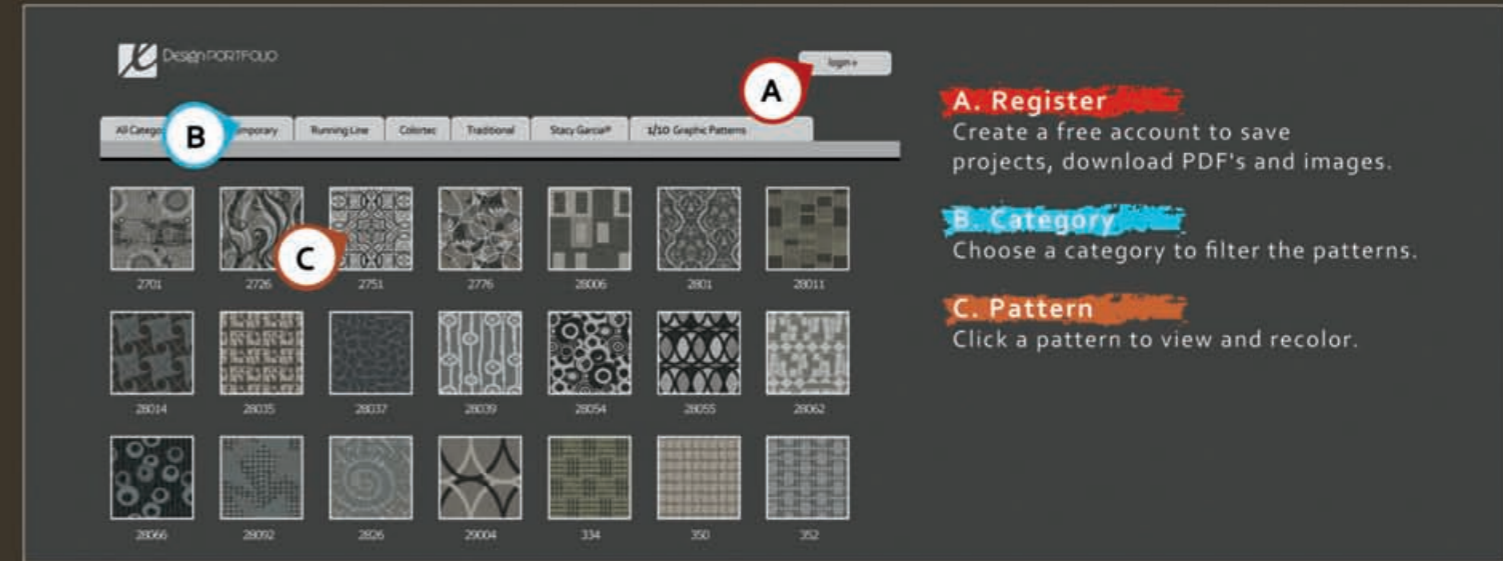 Design PORTFOLIO
login
A
B
All Catego
mporary
Running Line
Colortec
Traditional
Stacy Garcia®
1/10 Graphic Patterns
C
2701
2726
2751
2776
28006
2801
28011
28014
28035
28037
28039
28054
28055
28062
28066
28092
2826
29004
334
350
352
A. Register
Create a free account to save
projects, download PDF's and images.
B. Category
Choose a category to filter the patterns.
C. Pattern
Click a pattern to view and recolor.